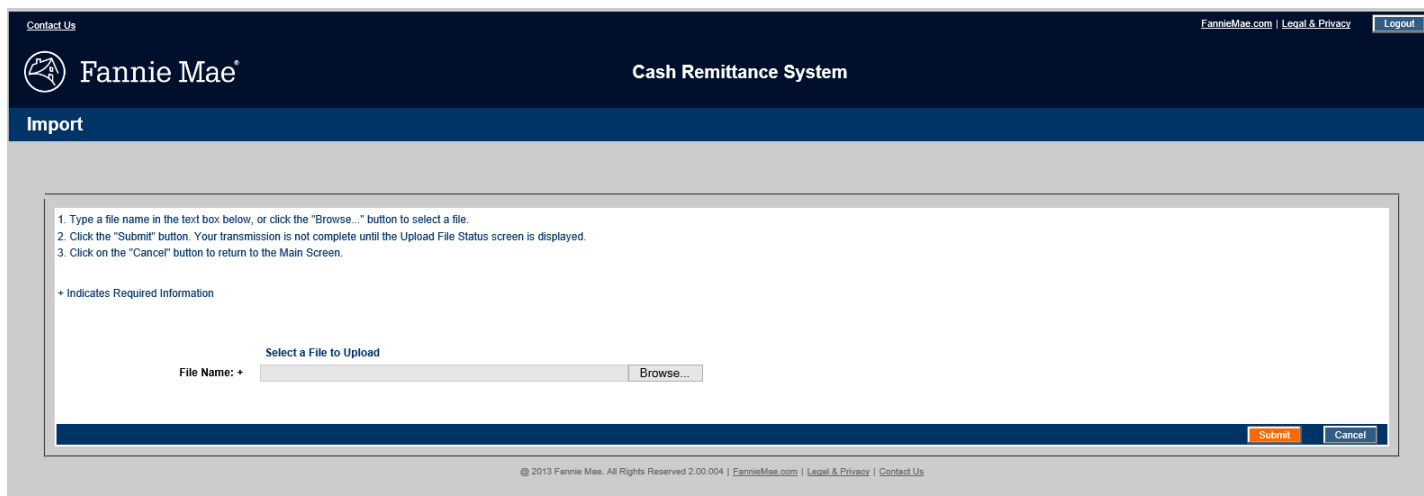 Contact Us
FannieMae.com | Legal & Privacy
Logout
Fannie Mae®
Cash Remittance System
Import
1. Type a file name in the text box below, or click the "Browse..." button to select a file.
2. Click the "Submit" button. Your transmission is not complete until the Upload File Status screen is displayed.
3. Click on the "Cancel" button to return to the Main Screen.
+ Indicates Required Information
Select a File to Upload
File Name: +
Browse...
Submit
Cancel
@ 2013 Fannie Mae. All Rights Reserved 2.00.004 | FannieMae.com | Legal & Privacy | Contact Us